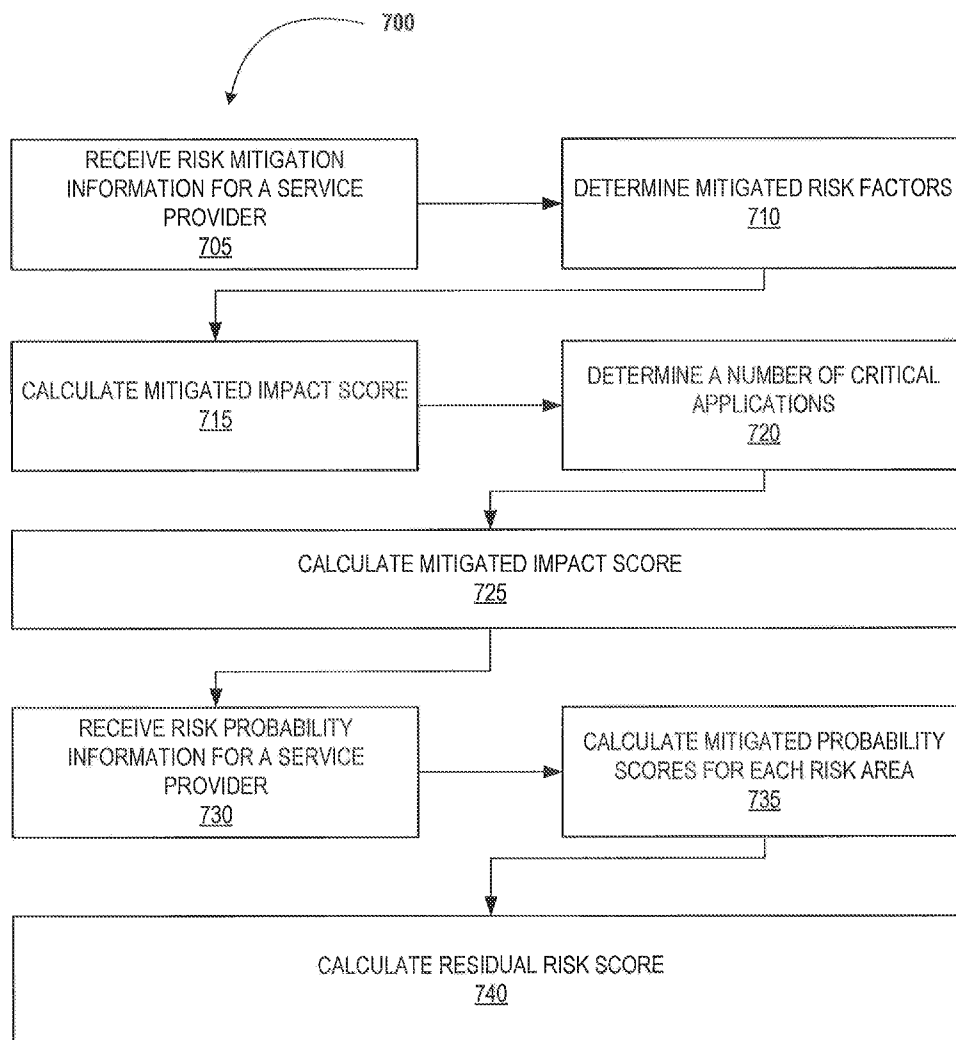 700
RECEIVE RISK MITIGATION
INFORMATION FOR A SERVICE
PROVIDER
705
DETERMINE MITIGATED RISK FACTORS
710
CALCULATE MITIGATED IMPACT SCORE
715
DETERMINE A NUMBER OF CRITICAL
APPLICATIONS
720
CALCULATE MITIGATED IMPACT SCORE
725
RECEIVE RISK PROBABILITY
INFORMATION FOR A SERVICE
PROVIDER
730
CALCULATE MITIGATED PROBABILITY
SCORES FOR EACH RISK AREA
735
CALCULATE RESIDUAL RISK SCORE
740